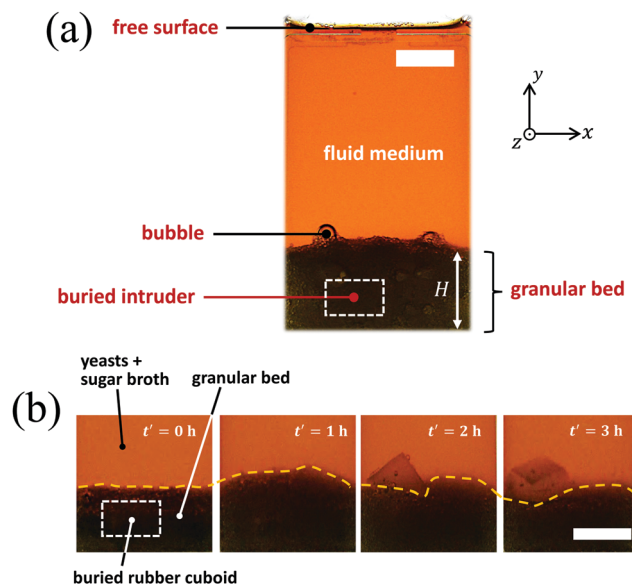 (a)
free surface
y
x
z
fluid medium
bubble
buried intruder
H
granular bed
yeasts +
sugar broth
granular bed
(b)
t' = 0 h
t' = 1 h
t' = 2 h
t' = 3 h
buried rubber cuboid